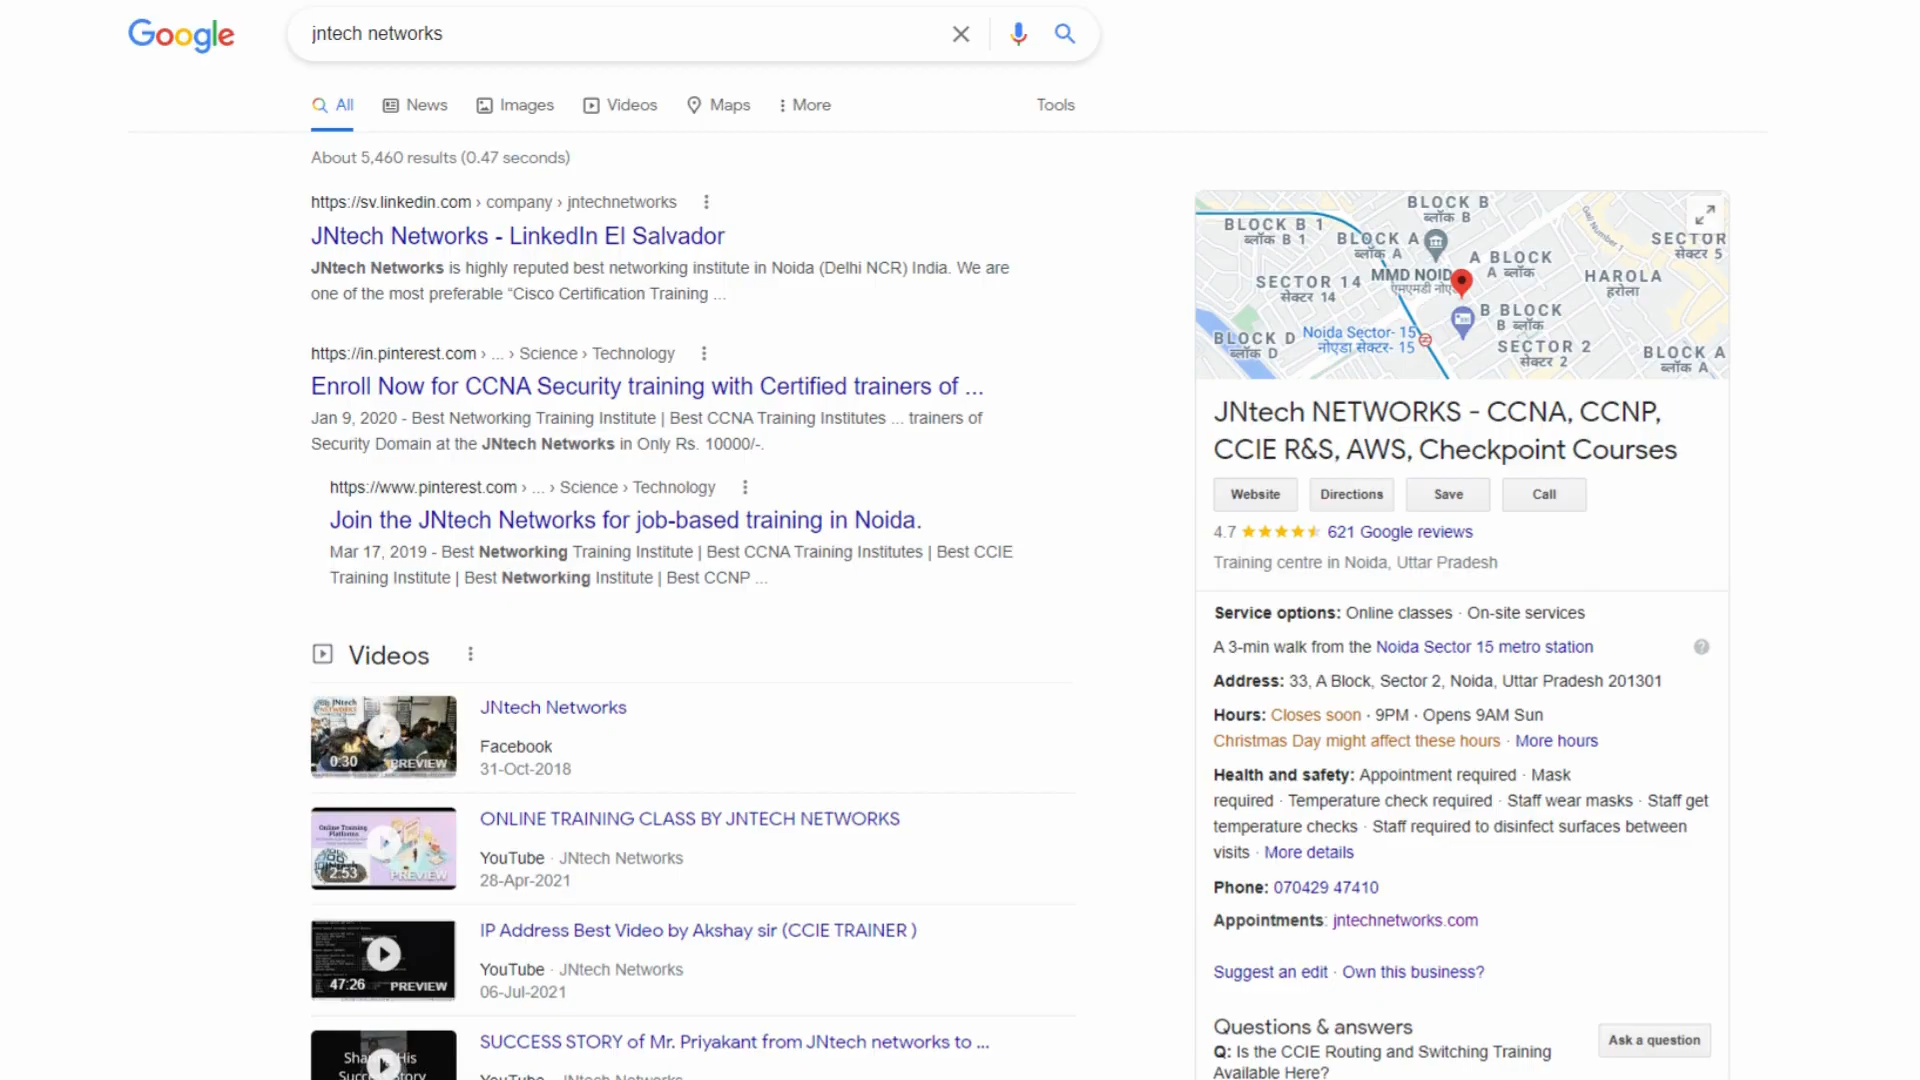 Google
jntech networks
All
News
Images
Videos
Maps
More
Tools
About 5,460 results (0.47 seconds)
https://sv.linkedin.com › company › jntechnetworks
JNtech Networks - LinkedIn El Salvador
JNtech Networks is highly reputed best networking institute in Noida (Delhi NCR) India. We are
one of the most preferable “Cisco Certification Training ...
https://in.pinterest.com › ... › Science › Technology
Enroll Now for CCNA Security training with Certified trainers of ...
Jan 9, 2020 - Best Networking Training Institute | Best CCNA Training Institutes ... trainers of
Security Domain at the JNtech Networks in Only Rs. 10000/-.
https://www.pinterest.com › ... › Science › Technology
Join the JNtech Networks for job-based training in Noida.
Mar 17, 2019 - Best Networking Training Institute | Best CCNA Training Institutes | Best CCIE
Training Institute | Best Networking Institute | Best CCNP ...
Videos
JNtech NETWORKS
0:30
PREVIEW
JNtech Networks
Facebook
31-Oct-2018
Online Training
Platforms
2:53
PREVIEW
ONLINE TRAINING CLASS BY JNTECH NETWORKS
YouTube · JNtech Networks
28-Apr-2021
47:26
PREVIEW
IP Address Best Video by Akshay sir (CCIE TRAINER )
YouTube · JNtech Networks
06-Jul-2021
SUCCESS STORY of Mr. Priyakant from JNtech networks to ...
YouTube · JNtech Networks
BLOCK B
ब्लॉक B
BLOCK B 1
ब्लॉक B 1
BLOCK A
ब्लॉक A
SECTOR 5
सेक्टर 5
A BLOCK
A ब्लॉक
MMD NOID
एमएमडी नोए
SECTOR 14
सेक्टर 14
HAROLA
हरोला
Gali Number 1
B BLOCK
B ब्लॉक
BLOCK D
ब्लॉक D
Noida Sector- 15
नोएडा सेक्टर- 15
SECTOR 2
सेक्टर 2
BLOCK A
ब्लॉक A
JNtech NETWORKS - CCNA, CCNP,
CCIE R&S, AWS, Checkpoint Courses
Website
Directions
Save
Call
4.7 621 Google reviews
Training centre in Noida, Uttar Pradesh
Service options: Online classes · On-site services
A 3-min walk from the Noida Sector 15 metro station
Address: 33, A Block, Sector 2, Noida, Uttar Pradesh 201301
Hours: Closes soon · 9PM · Opens 9AM Sun
Christmas Day might affect these hours · More hours
Health and safety: Appointment required · Mask
required · Temperature check required · Staff wear masks · Staff get
temperature checks · Staff required to disinfect surfaces between
visits · More details
Phone: 070429 47410
Appointments: jntechnetworks.com
Suggest an edit · Own this business?
Questions & answers
Ask a question
Q: Is the CCIE Routing and Switching Training
Available Here?